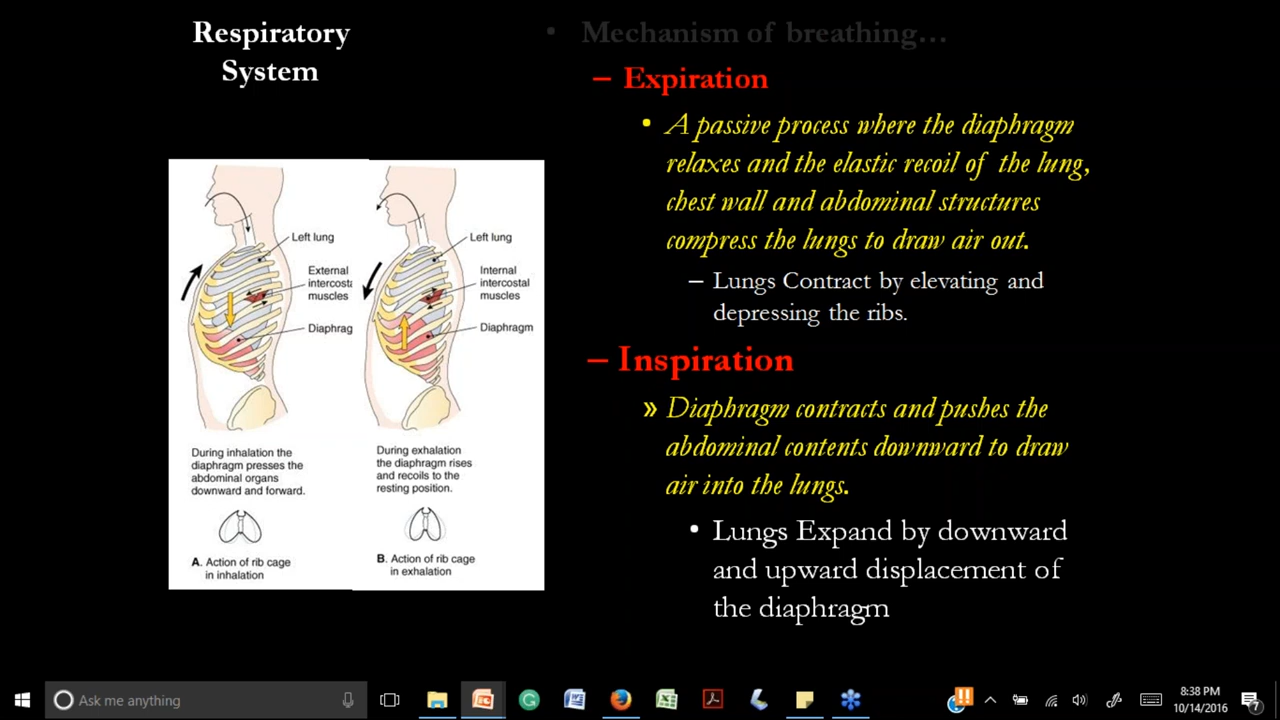 Respiratory
System
• Mechanism of breathing…
– Expiration
• A passive process where the diaphragm
relaxes and the elastic recoil of the lung,
chest wall and abdominal structures
compress the lungs to draw air out.
– Lungs Contract by elevating and
depressing the ribs.
– Inspiration
» Diaphragm contracts and pushes the
abdominal contents downward to draw
air into the lungs.
• Lungs Expand by downward
and upward displacement of
the diaphragm
Left lung
External
intercosta
muscles
Diaphrag
During inhalation the
diaphragm presses the
abdominal organs
downward and forward.
A. Action of rib cage
in inhalation
Left lung
Internal
intercostal
muscles
Diaphragm
During exhalation
the diaphragm rises
and recoils to the
resting position.
B. Action of rib cage
in exhalation
Ask me anything
8:38 PM
10/14/2016
7